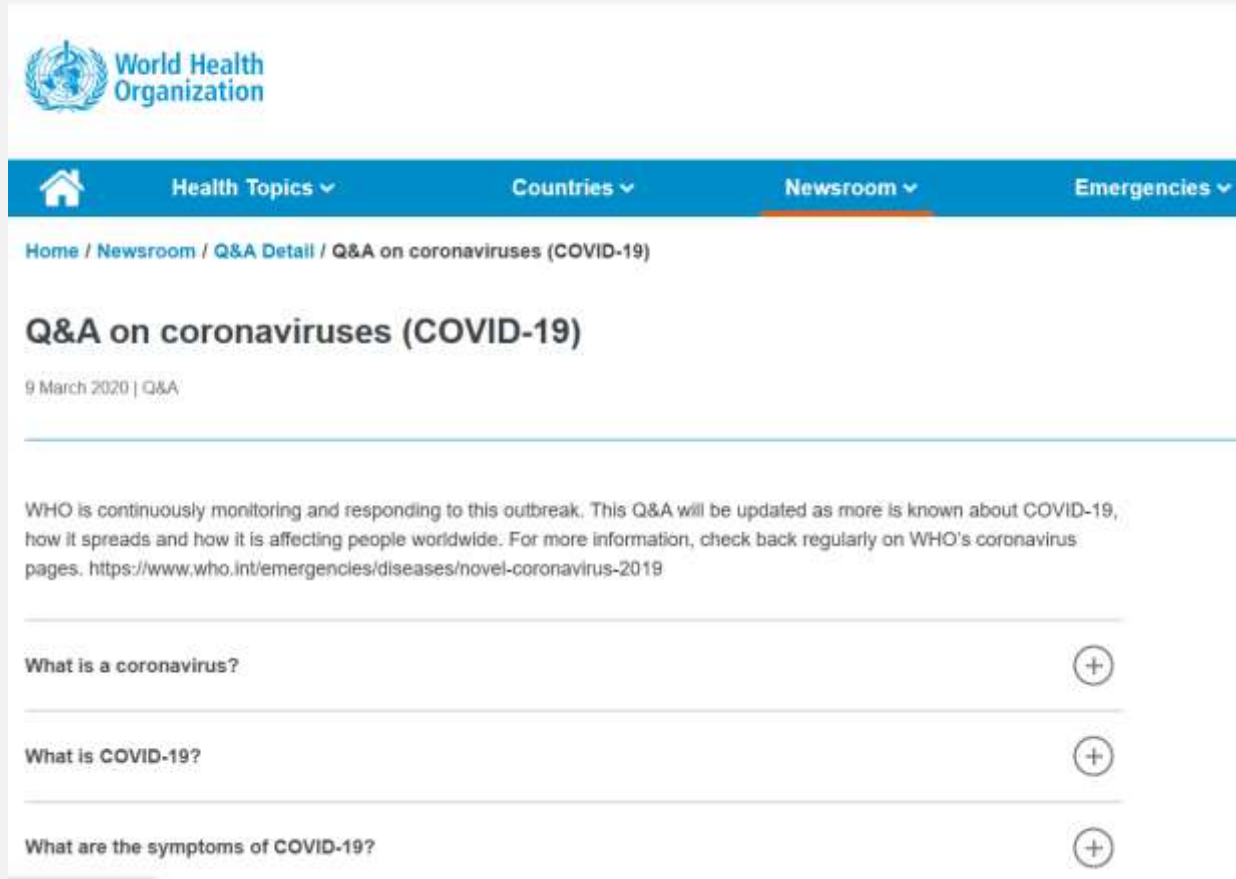 World Health
Organization
Health Topics Countries Newsroom Emergencies
Home / Newsroom / Q&A Detail / Q&A on coronaviruses (COVID-19)
Q&A on coronaviruses (COVID-19)
9 March 2020 | Q&A
WHO is continuously monitoring and responding to this outbreak. This Q&A will be updated as more is known about COVID-19,
how it spreads and how it is affecting people worldwide. For more information, check back regularly on WHO's coronavirus
pages. https://www.who.int/emergencies/diseases/novel-coronavirus-2019
What is a coronavirus?
What is COVID-19?
What are the symptoms of COVID-19?